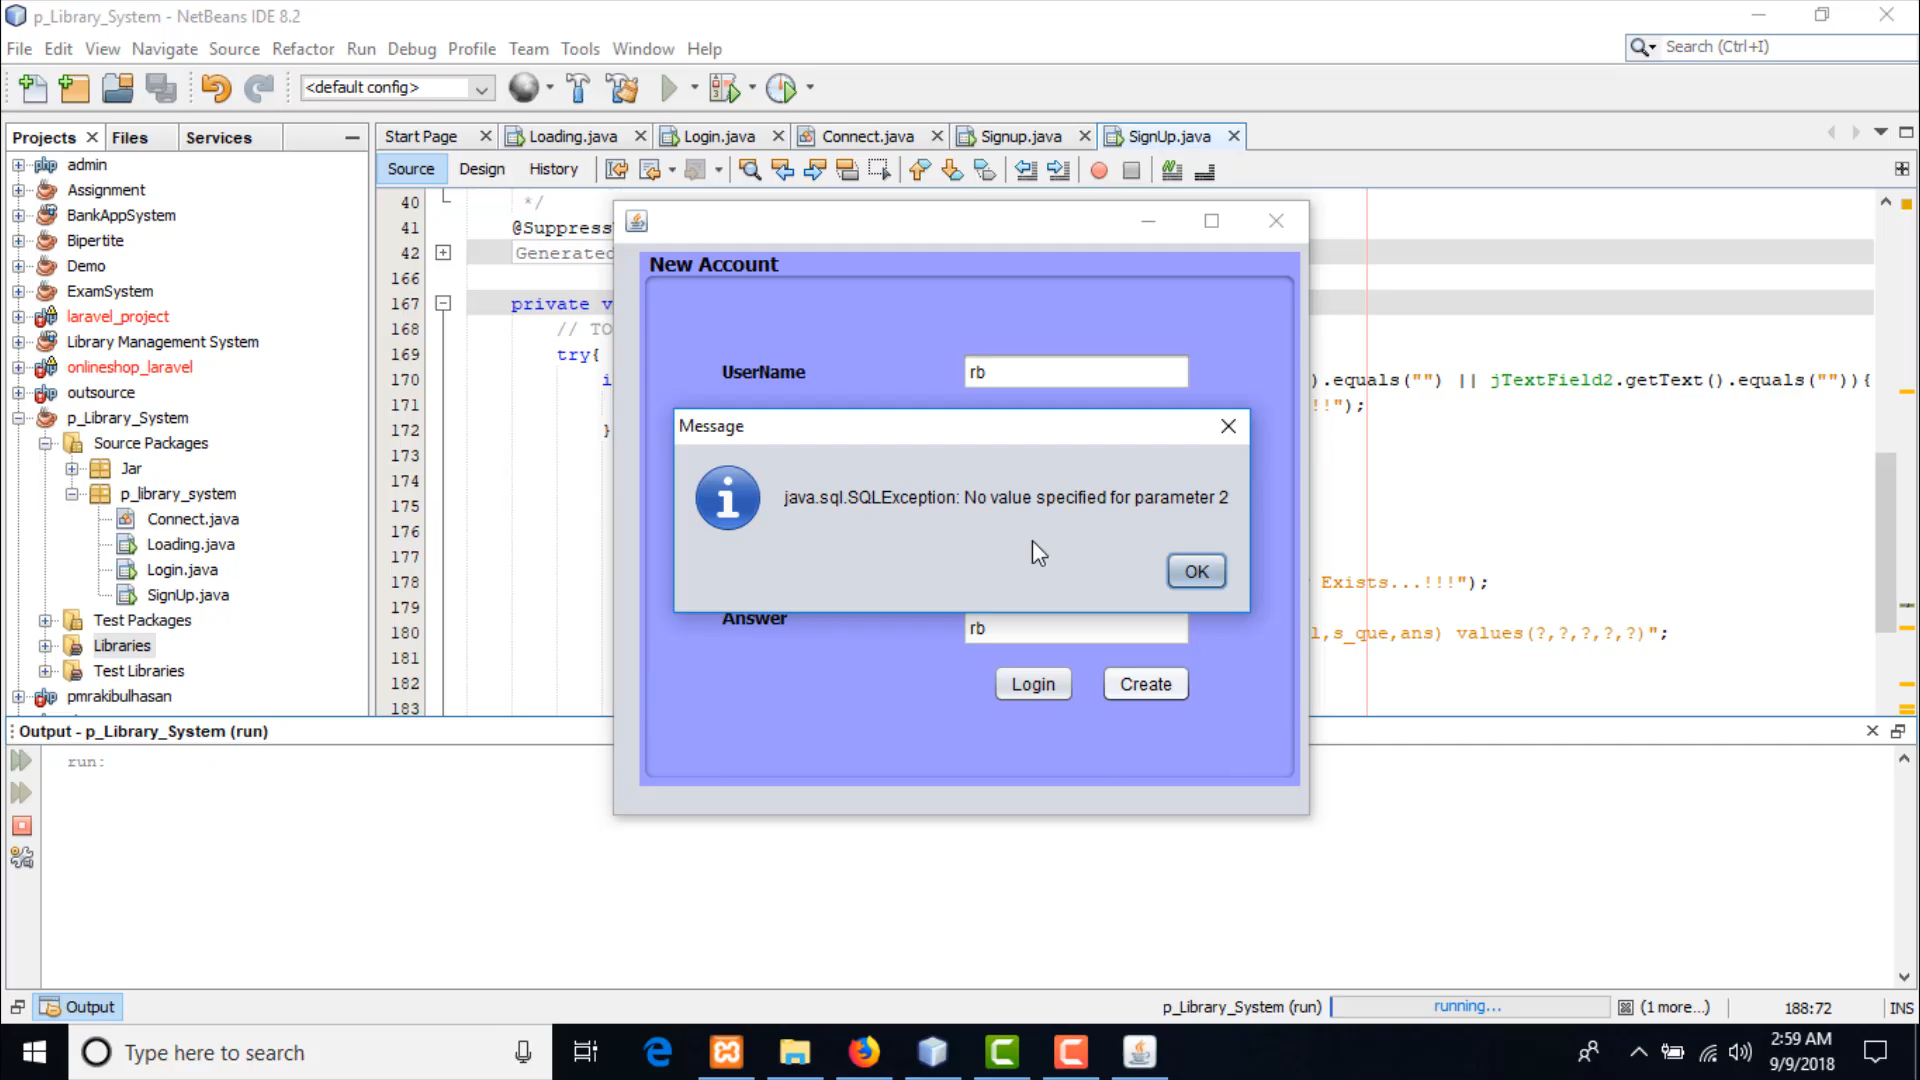 p_Library_System - NetBeans IDE 8.2
File Edit View Navigate Source Refactor Run Debug Profile Team Tools Window Help
Search (Ctrl+I)
<default config>
Projects Files Services
Start Page Loading.java Login.java Connect.java Signup.java SignUp.java
Source Design History
admin
Assignment
BankAppSystem
Bipertite
Demo
ExamSystem
laravel_project
Library Management System
onlineshop_laravel
outsource
p_Library_System
Source Packages
Jar
p_library_system
Connect.java
Loading.java
Login.java
SignUp.java
Test Packages
Libraries
Test Libraries
pmrakibulhasan
40 */
41 @Suppress
42 Generated
166
167 private v
168 // TO
169 try{
170 i ).equals("") || jTextField2.getText().equals("")){
171 !!");
172 }
173
174
175
176
177
178 Exists...!!!");
179
180 l,s_que,ans) values(?,?,?,?,?)";
181
182
183
New Account
UserName rb
Message
java.sql.SQLException: No value specified for parameter 2
OK
Answer rb
Login Create
Output - p_Library_System (run)
run:
Output
p_Library_System (run) running... (1 more...) 188:72 INS
Type here to search
2:59 AM
9/9/2018